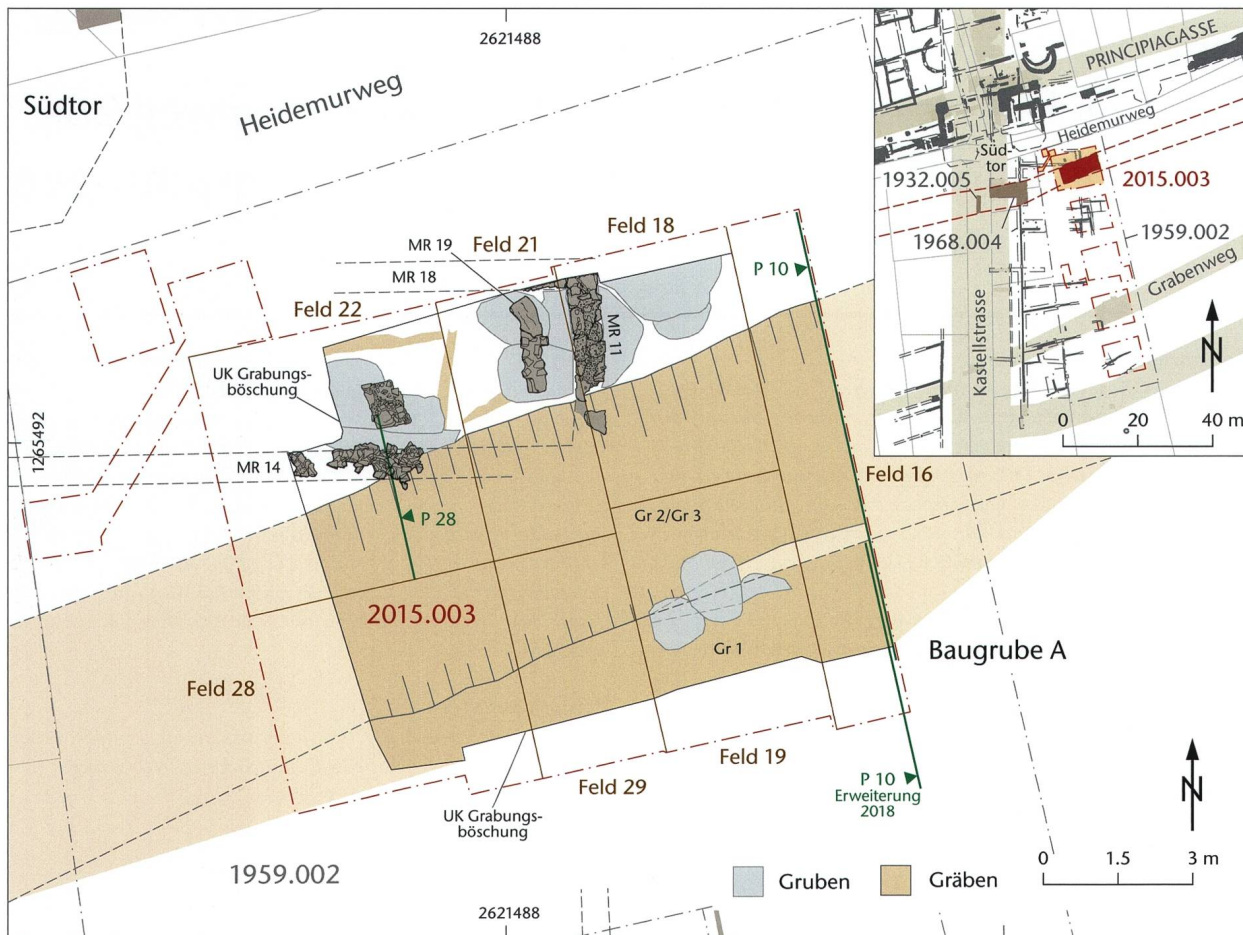 2621488
Südtor
Heidemurweg
PRINCIPIAGASSE
Heidemurweg
Süd-
tor
1932.005
2015.003
1968.004
1959.002
Grabenweg
Kastellstrasse
N
0 20 40 m
MR 19
Feld 21
Feld 18
MR 18
P 10
Feld 22
MR 11
UK Grabungs-
böschung
1265492
MR 14
Feld 16
P 28
Gr 2/Gr 3
2015.003
Gr 1
Baugrube A
Feld 28
Feld 19
Feld 29
P 10
Erweiterung
2018
UK Grabungs-
böschung
N
1959.002
Gruben
Gräben
0 1.5 3 m
2621488